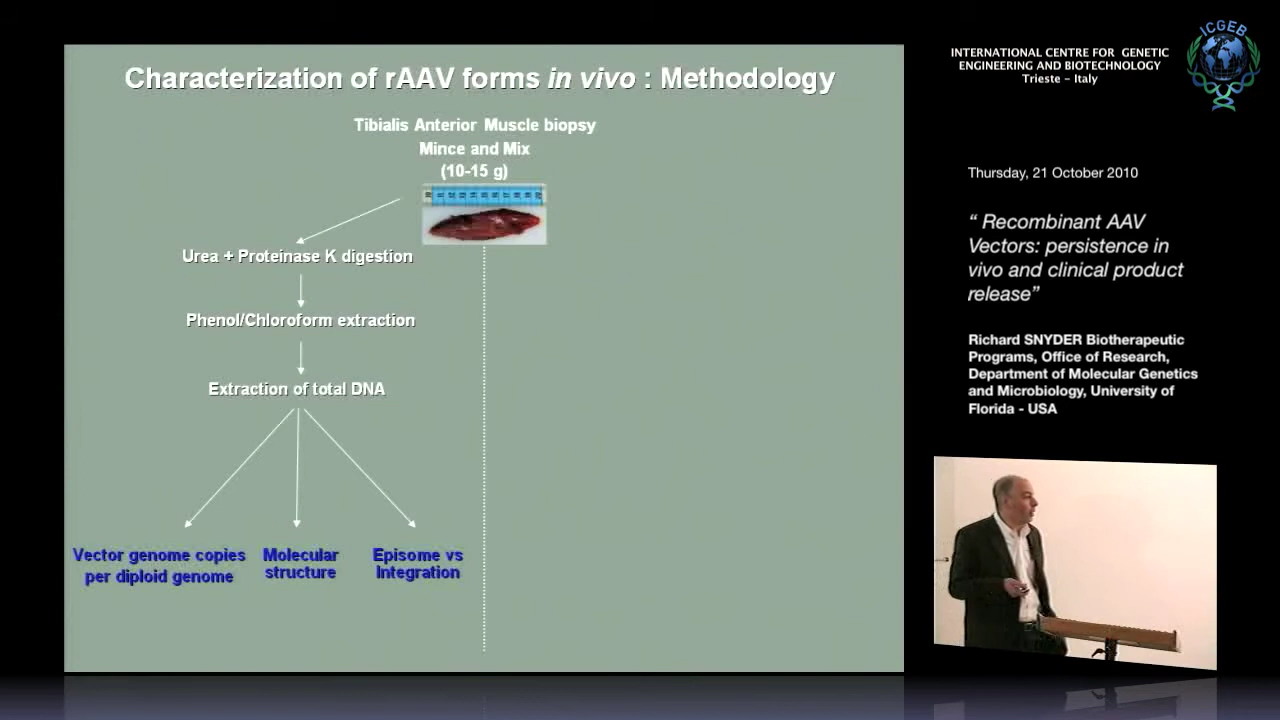 Characterization of rAAV forms in vivo : Methodology
Tibialis Anterior Muscle biopsy
Mince and Mix
(10-15 g)
Urea + Proteinase K digestion
Phenol/Chloroform extraction
Extraction of total DNA
Vector genome copies
per diploid genome
Molecular
structure
Episome vs
Integration
INTERNATIONAL CENTRE FOR GENETIC
ENGINEERING AND BIOTECHNOLOGY
Trieste - Italy
ICGEB
Thursday, 21 October 2010
“ Recombinant AAV
Vectors: persistence in
vivo and clinical product
release”
Richard SNYDER Biotherapeutic
Programs, Office of Research,
Department of Molecular Genetics
and Microbiology, University of
Florida - USA